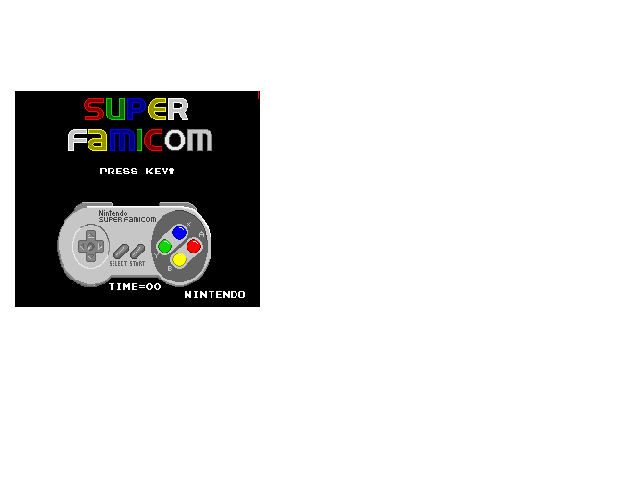 SUPER
FAMICOM
PRESS KEY!
Nintendo
SUPER FAMICOM
X
A
Y
B
SELECT START
TIME=00
NINTENDO